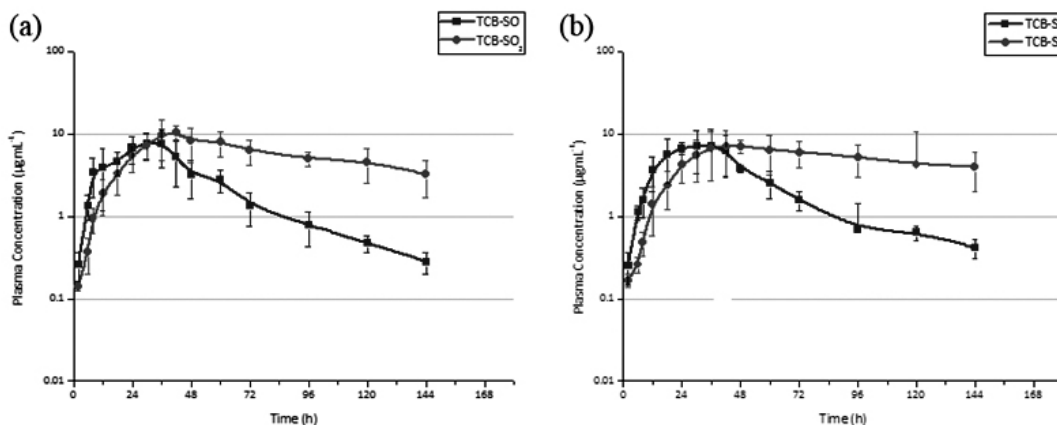 (a)
TCB-SO
TCB-SO₂
Plasma Concentration (µgmL⁻¹)
100
10
1
0.1
0.01
0 24 48 72 96 120 144 168
Time (h)
(b)
TCB-S
TCB-S
Plasma Concentration (µgmL⁻¹)
100
10
1
0.1
0.01
0 24 48 72 96 120 144 168
Time (h)